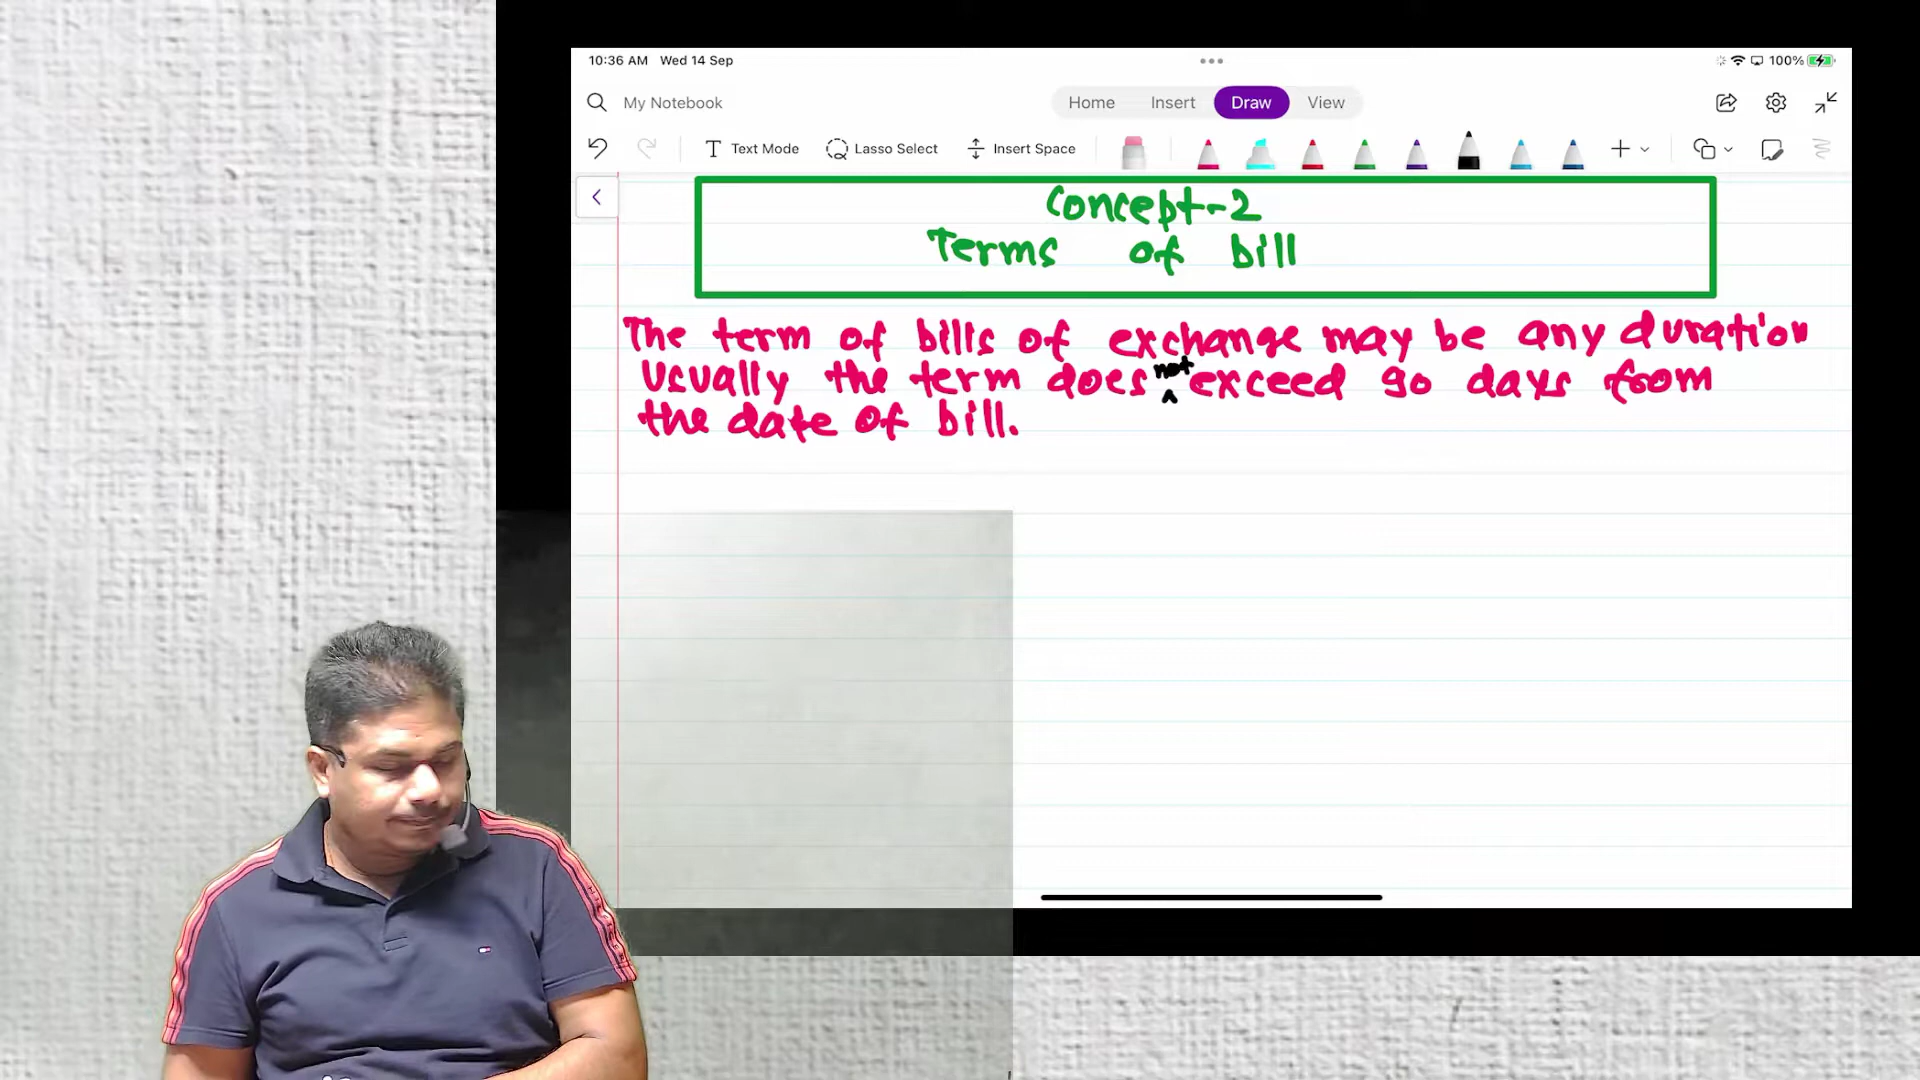 10:36 AM Wed 14 Sep
100%
My Notebook
Home Insert Draw View
Text Mode Lasso Select Insert Space
Concept-2
Terms of bill
The term of bills of exchange may be any duration
Usually the term does not exceed 90 days from
the date of bill.